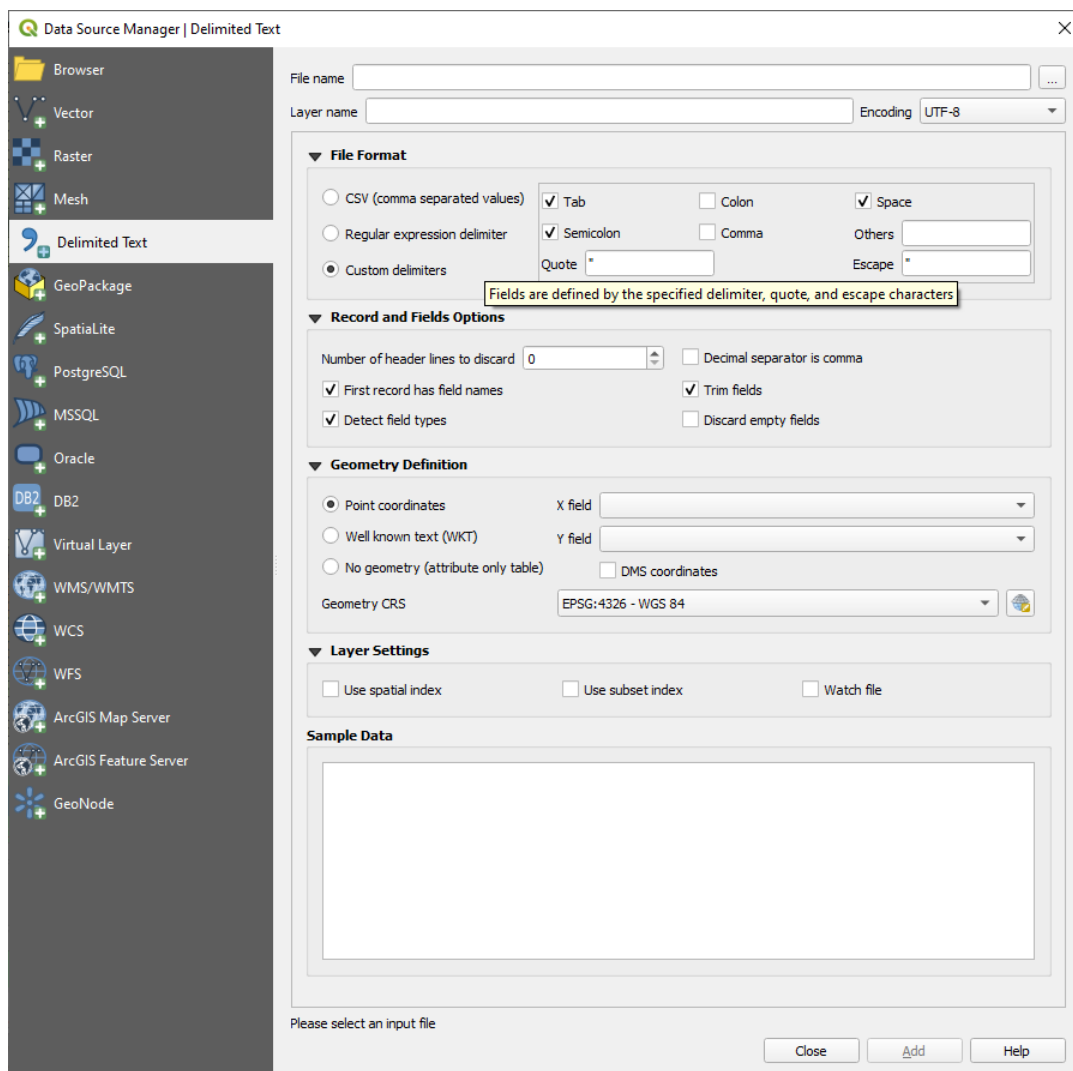 Data Source Manager | Delimited Text
Browser
Vector
Raster
Mesh
Delimited Text
GeoPackage
SpatiaLite
PostgreSQL
MSSQL
Oracle
DB2 DB2
Virtual Layer
WMS/WMTS
WCS
WFS
ArcGIS Map Server
ArcGIS Feature Server
GeoNode
File name ...
Layer name Encoding UTF-8
File Format
CSV (comma separated values) Tab Colon Space
Regular expression delimiter Semicolon Comma Others
Custom delimiters Quote " Escape "
Fields are defined by the specified delimiter, quote, and escape characters
Record and Fields Options
Number of header lines to discard 0 Decimal separator is comma
First record has field names Trim fields
Detect field types Discard empty fields
Geometry Definition
Point coordinates X field
Well known text (WKT) Y field
No geometry (attribute only table) DMS coordinates
Geometry CRS EPSG:4326 - WGS 84
Layer Settings
Use spatial index Use subset index Watch file
Sample Data
Please select an input file
Close Add Help